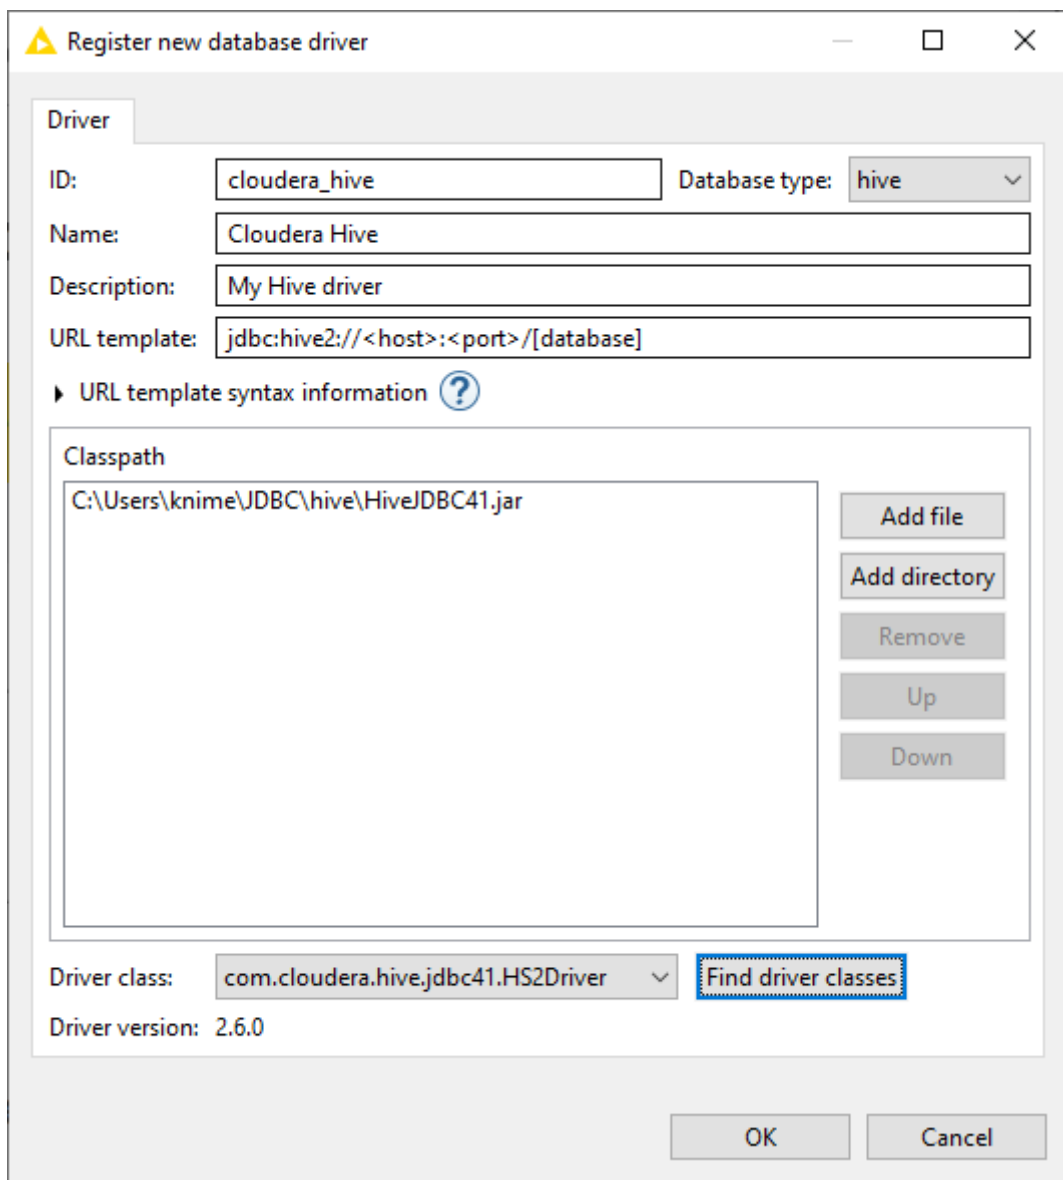 Register new database driver
Driver
ID: cloudera_hive Database type: hive
Name: Cloudera Hive
Description: My Hive driver
URL template: jdbc:hive2://<host>:<port>/[database]
URL template syntax information ?
Classpath
C:\Users\knime\JDBC\hive\HiveJDBC41.jar
Add file
Add directory
Remove
Up
Down
Driver class: com.cloudera.hive.jdbc41.HS2Driver Find driver classes
Driver version: 2.6.0
OK Cancel